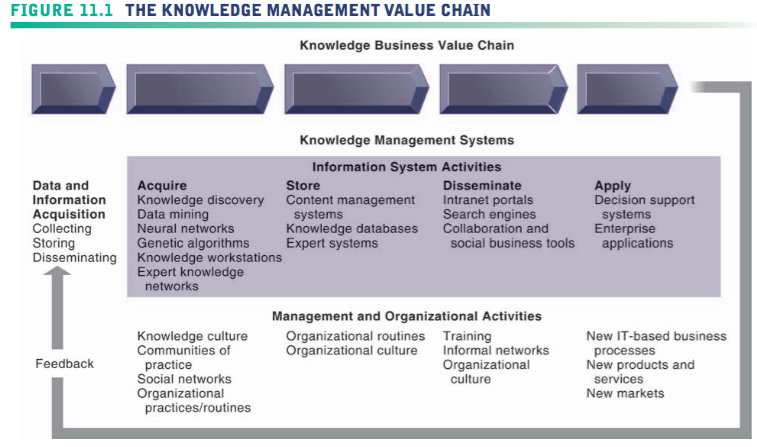 FIGURE 11.1 THE KNOWLEDGE MANAGEMENT VALUE CHAIN
Knowledge Business Value Chain
Knowledge Management Systems
Information System Activities
Data and
Information
Acquisition
Collecting
Storing
Disseminating
Acquire
Knowledge discovery
Data mining
Neural networks
Genetic algorithms
Knowledge workstations
Expert knowledge
networks
Store
Content management
systems
Knowledge databases
Expert systems
Disseminate
Intranet portals
Search engines
Collaboration and
social business tools
Apply
Decision support
systems
Enterprise
applications
Management and Organizational Activities
Feedback
Knowledge culture
Communities of
practice
Social networks
Organizational
practices/routines
Organizational routines
Organizational culture
Training
Informal networks
Organizational
culture
New IT-based business
processes
New products and
services
New markets